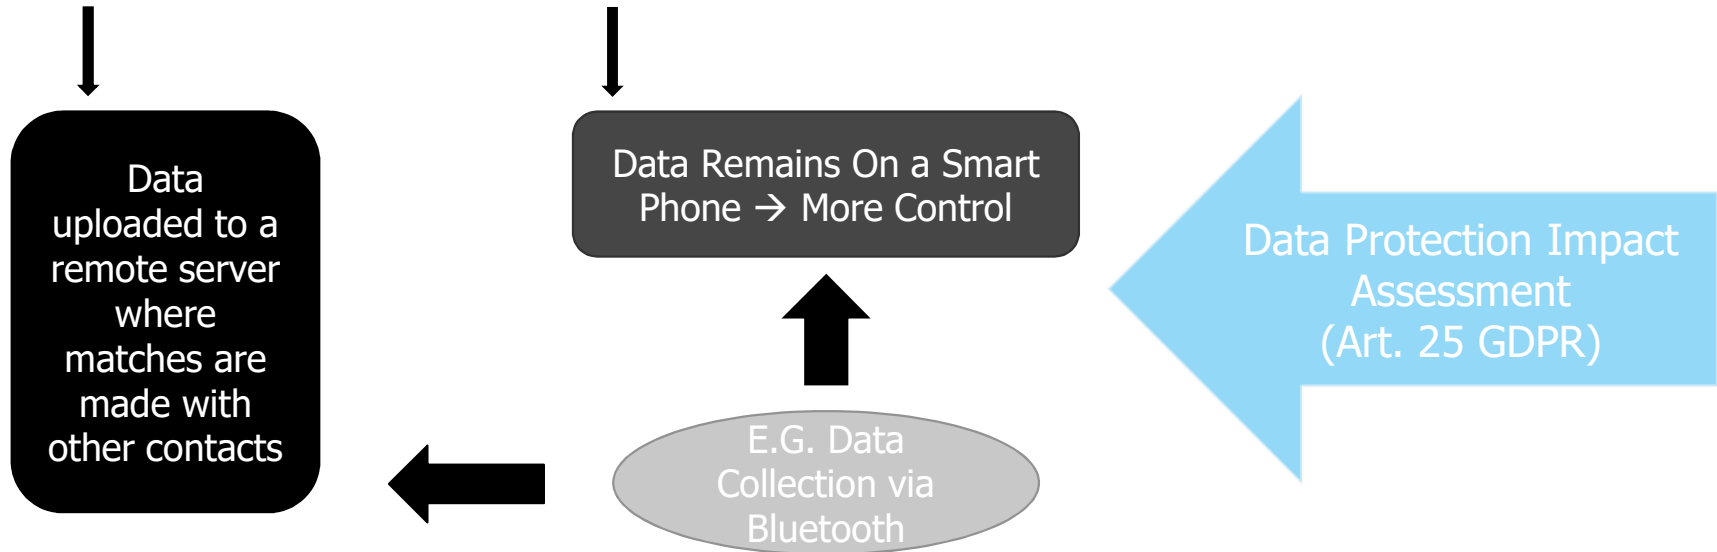 Data
uploaded to a
remote server
where
matches are
made with
other contacts
Data Remains On a Smart
Phone → More Control
Data Protection Impact
Assessment
(Art. 25 GDPR)
E.G. Data
Collection via
Bluetooth